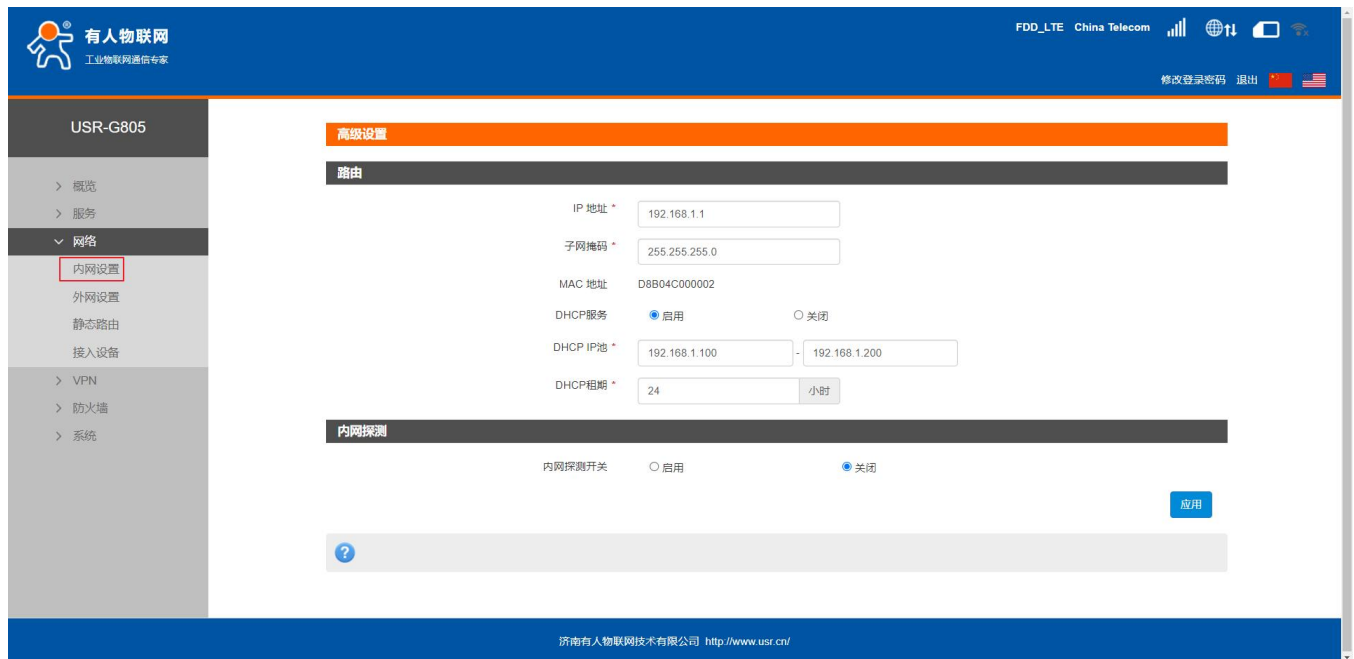 有人物联网
工业物联网通信专家
FDD_LTE China Telecom
修改登录密码 退出
USR-G805
概览
服务
网络
内网设置
外网设置
静态路由
接入设备
VPN
防火墙
系统
高级设置
路由
IP 地址 * 192.168.1.1
子网掩码 * 255.255.255.0
MAC 地址 D8B04C000002
DHCP服务 启用 关闭
DHCP IP池 * 192.168.1.100 - 192.168.1.200
DHCP租期 * 24 小时
内网探测
内网探测开关 启用 关闭
应用
济南有人物联网技术有限公司 http://www.usr.cn/